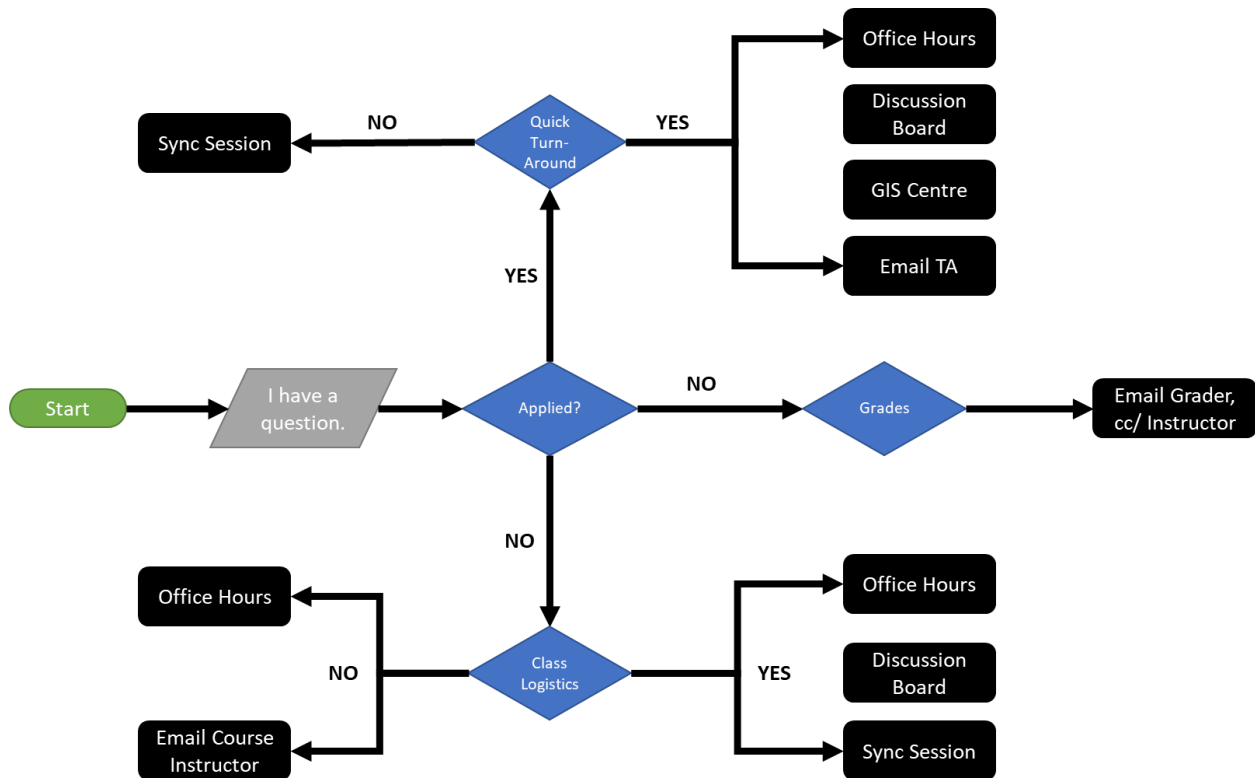 Office Hours
Quick
Turn-
Around
NO
YES
Sync Session
Discussion
Board
GIS Centre
Email TA
YES
Start
I have a
question.
Applied?
NO
Grades
Email Grader,
cc/ Instructor
NO
Office Hours
Office Hours
Class
Logistics
NO
YES
Discussion
Board
Email Course
Instructor
Sync Session